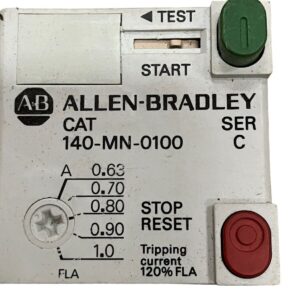 ◄ TEST
START
AB ALLEN-BRADLEY
CAT SER
140-MN-0100 C
A 0.63
0.70
0.80
0.90
1.0
FLA
STOP
RESET
Tripping
current
120% FLA